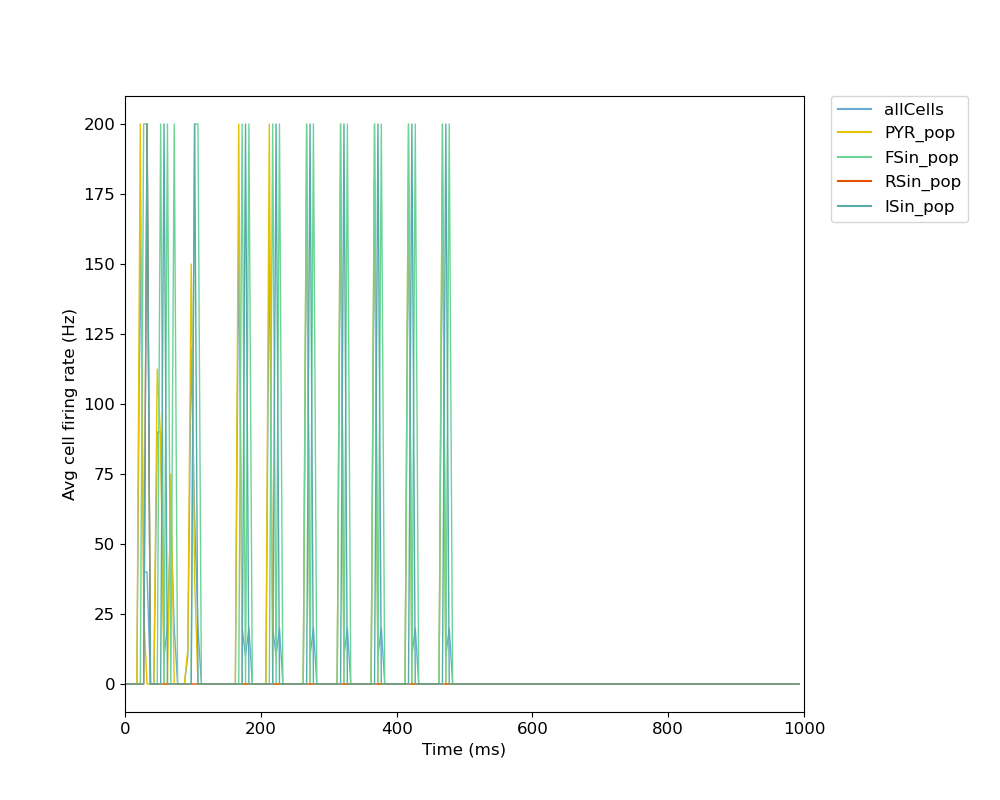 allCells
PYR_pop
FSin_pop
RSin_pop
ISin_pop
Avg cell firing rate (Hz)
200
175
150
125
100
75
50
25
0
0 200 400 600 800 1000
Time (ms)